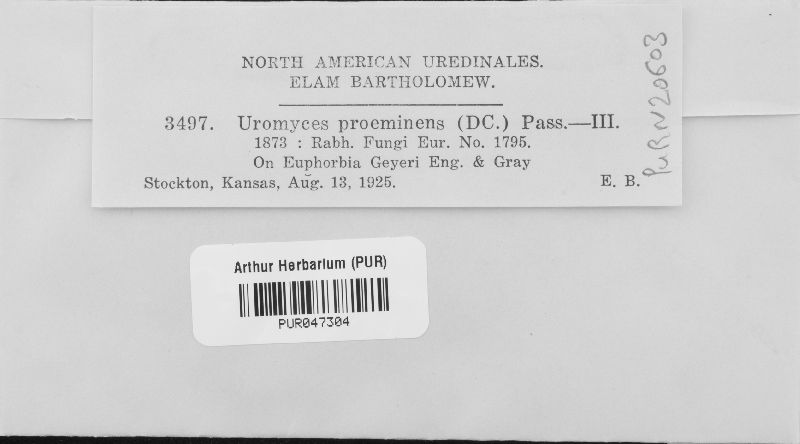 NORTH AMERICAN UREDINALES.
ELAM BARTHOLOMEW.
3497. Uromyces proeminens (DC.) Pass.—III.
1873 : Rabh. Fungi Eur. No. 1795.
On Euphorbia Geyeri Eng. & Gray
Stockton, Kansas, Aug. 13, 1925. E. B.
PUR N20603
Arthur Herbarium (PUR)
PUR047304